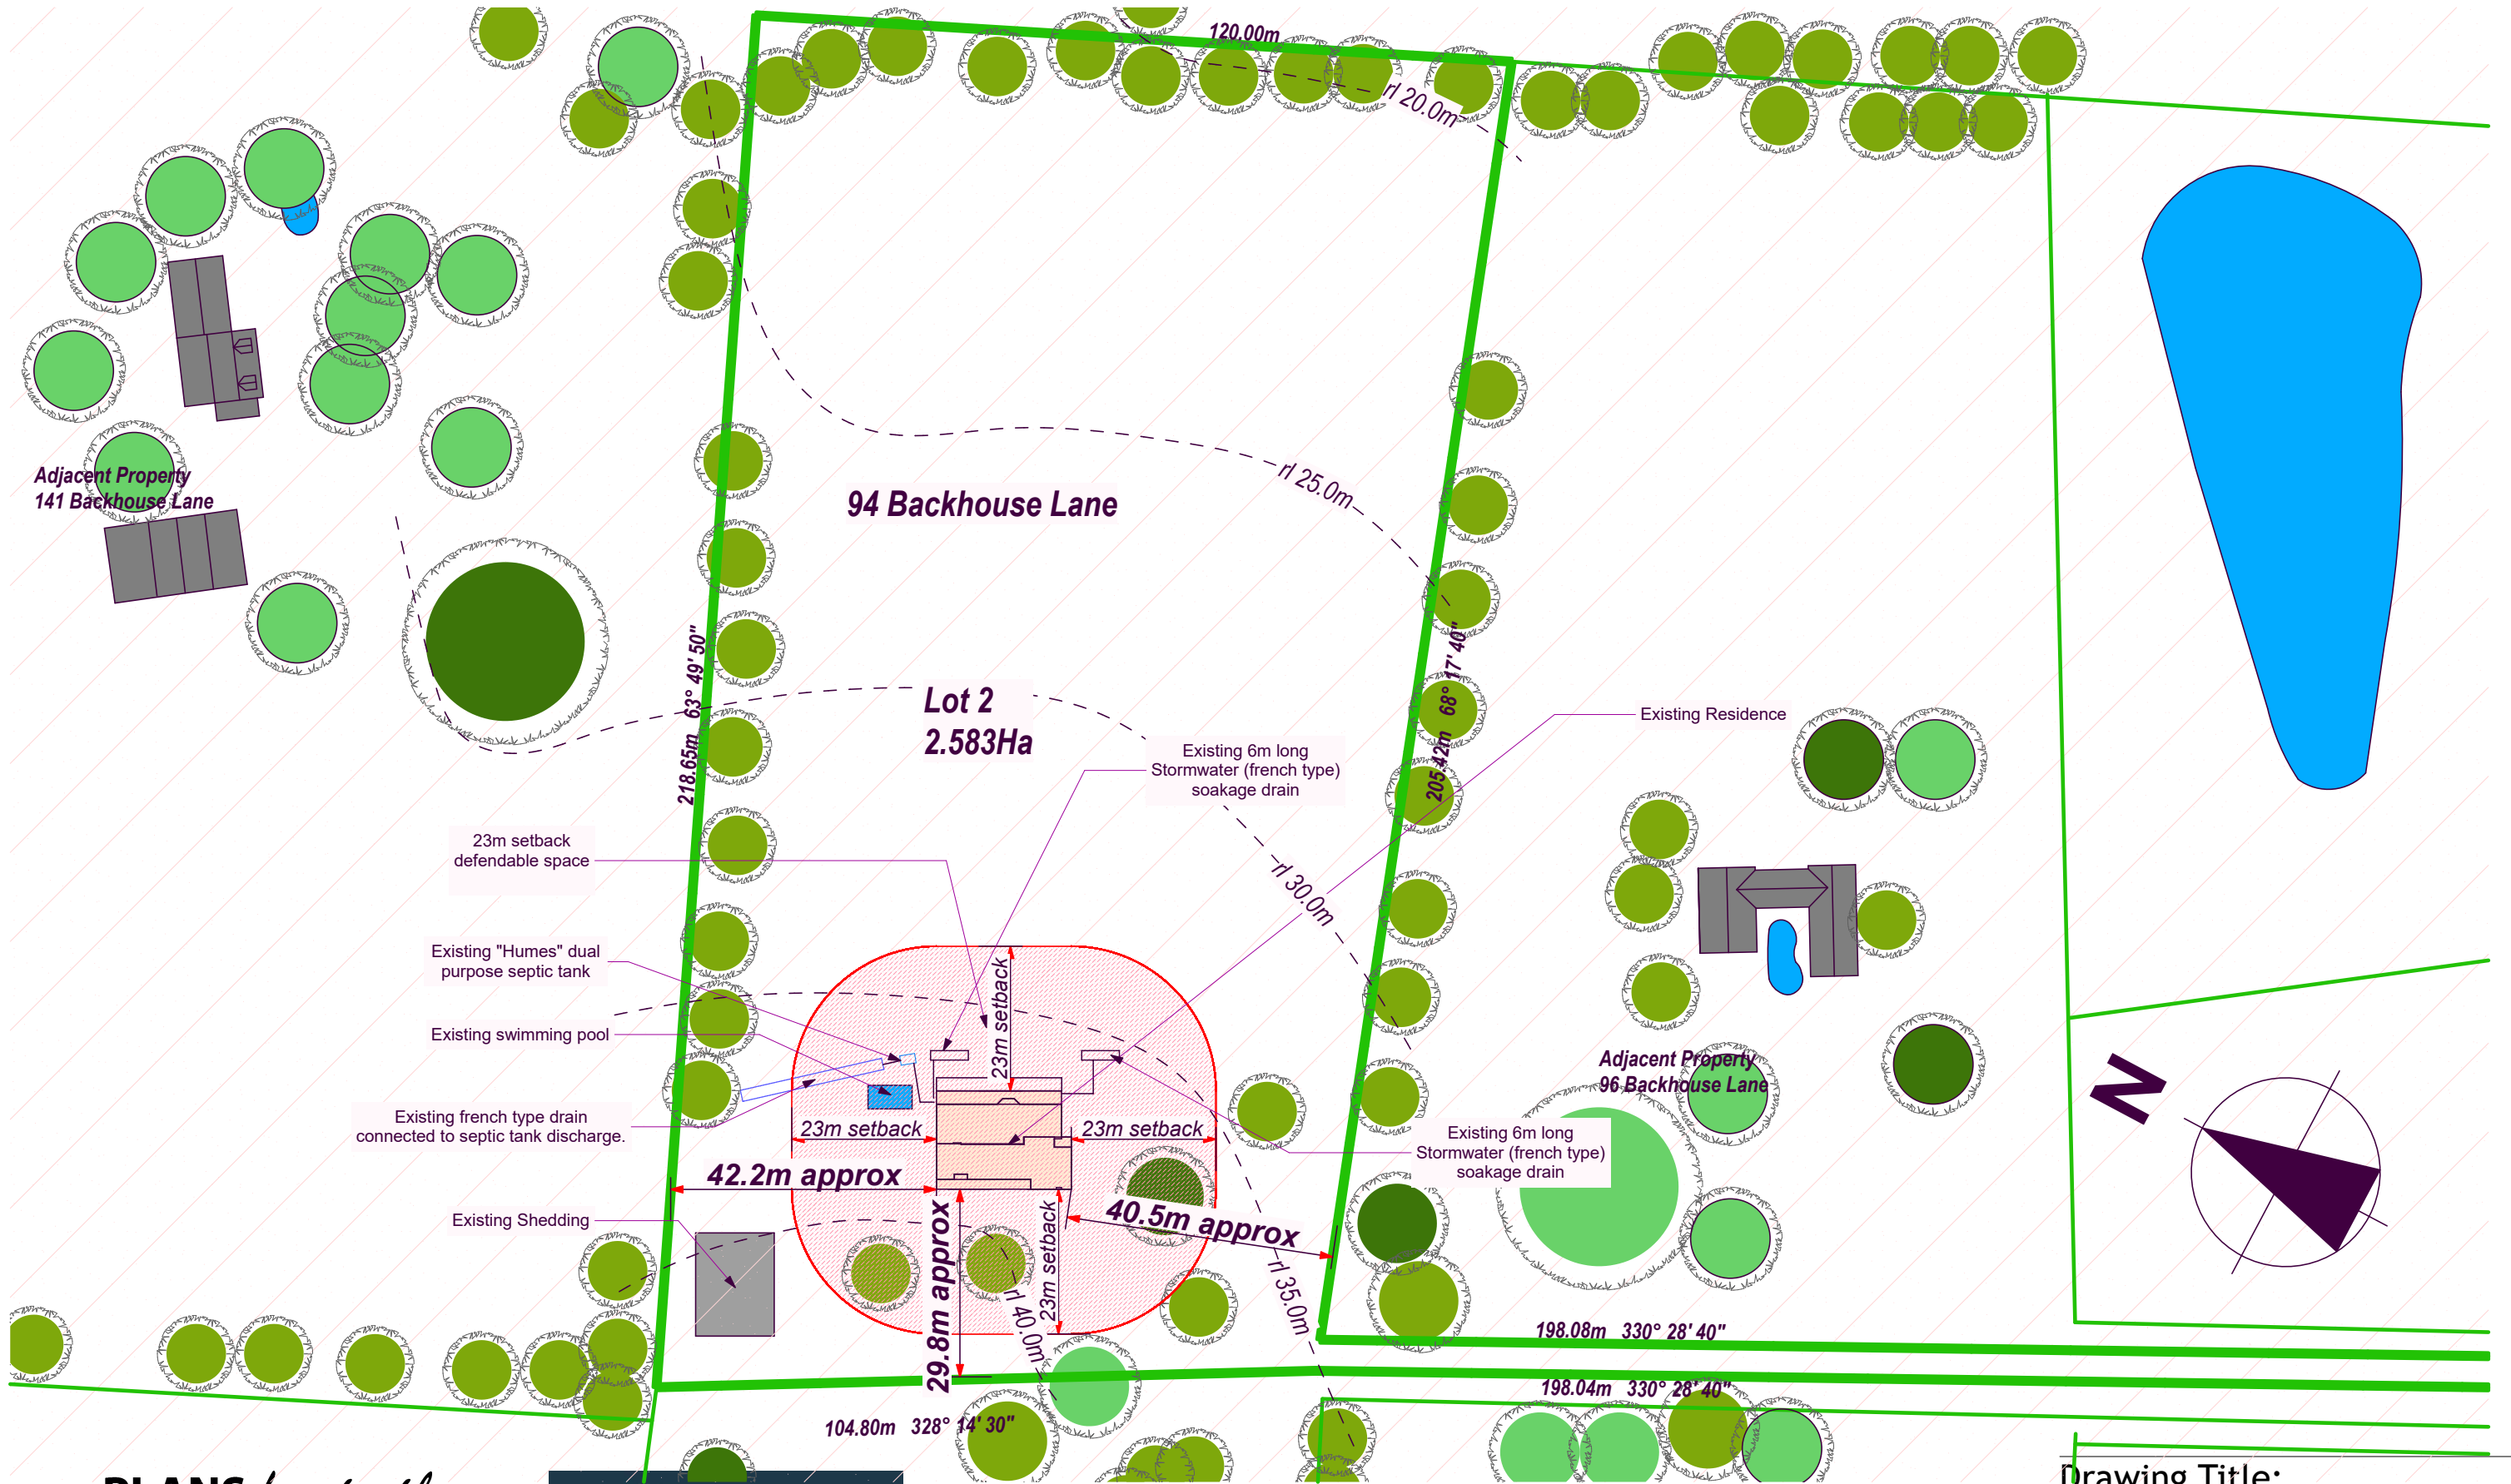 120.00m
rl 20.0m
Adjacent Property
141 Backhouse Lane
94 Backhouse Lane
rl 25.0m
218.65m   63° 49' 50"
205.42m   68° 17' 40"
Lot 2
2.583Ha
Existing Residence
Existing 6m long
Stormwater (french type)
soakage drain
23m setback
defendable space
rl 30.0m
Existing "Humes" dual
purpose septic tank
23m setback
Existing swimming pool
Adjacent Property
96 Backhouse Lane
N
Existing french type drain
connected to septic tank discharge.
23m setback
23m setback
Existing 6m long
Stormwater (french type)
soakage drain
42.2m approx
40.5m approx
Existing Shedding
29.8m approx
23m setback
rl 40.0m
rl 35.0m
198.08m   330° 28' 40"
198.04m   330° 28' 40"
104.80m   328° 14' 30"
PLANS
Drawing Title: